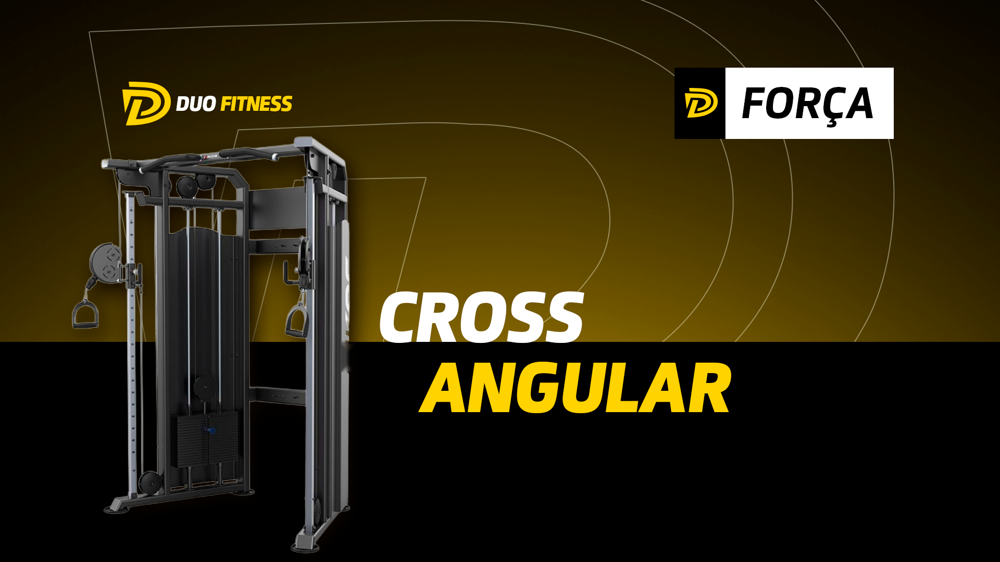 DUO FITNESS
FORÇA
CROSS
ANGULAR